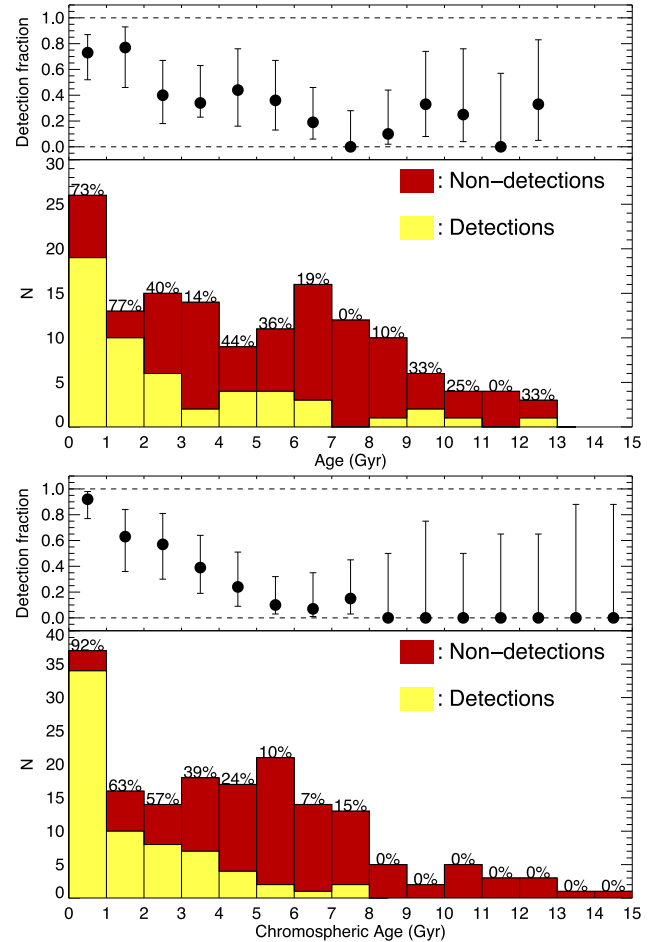 1.0
0.8
0.6
0.4
0.2
0.0
Detection fraction
30
25
20
15
10
5
0
N
: Non–detections
: Detections
73% 77% 40% 14% 44% 36% 19% 0% 10% 33% 25% 0% 33%
0 1 2 3 4 5 6 7 8 9 10 11 12 13 14 15
Age (Gyr)
1.0
0.8
0.6
0.4
0.2
0.0
Detection fraction
40
35
30
25
20
15
10
5
0
N
: Non–detections
: Detections
92% 63% 57% 39% 24% 10% 7% 15% 0% 0% 0% 0% 0% 0% 0%
0 1 2 3 4 5 6 7 8 9 10 11 12 13 14 15
Chromospheric Age (Gyr)